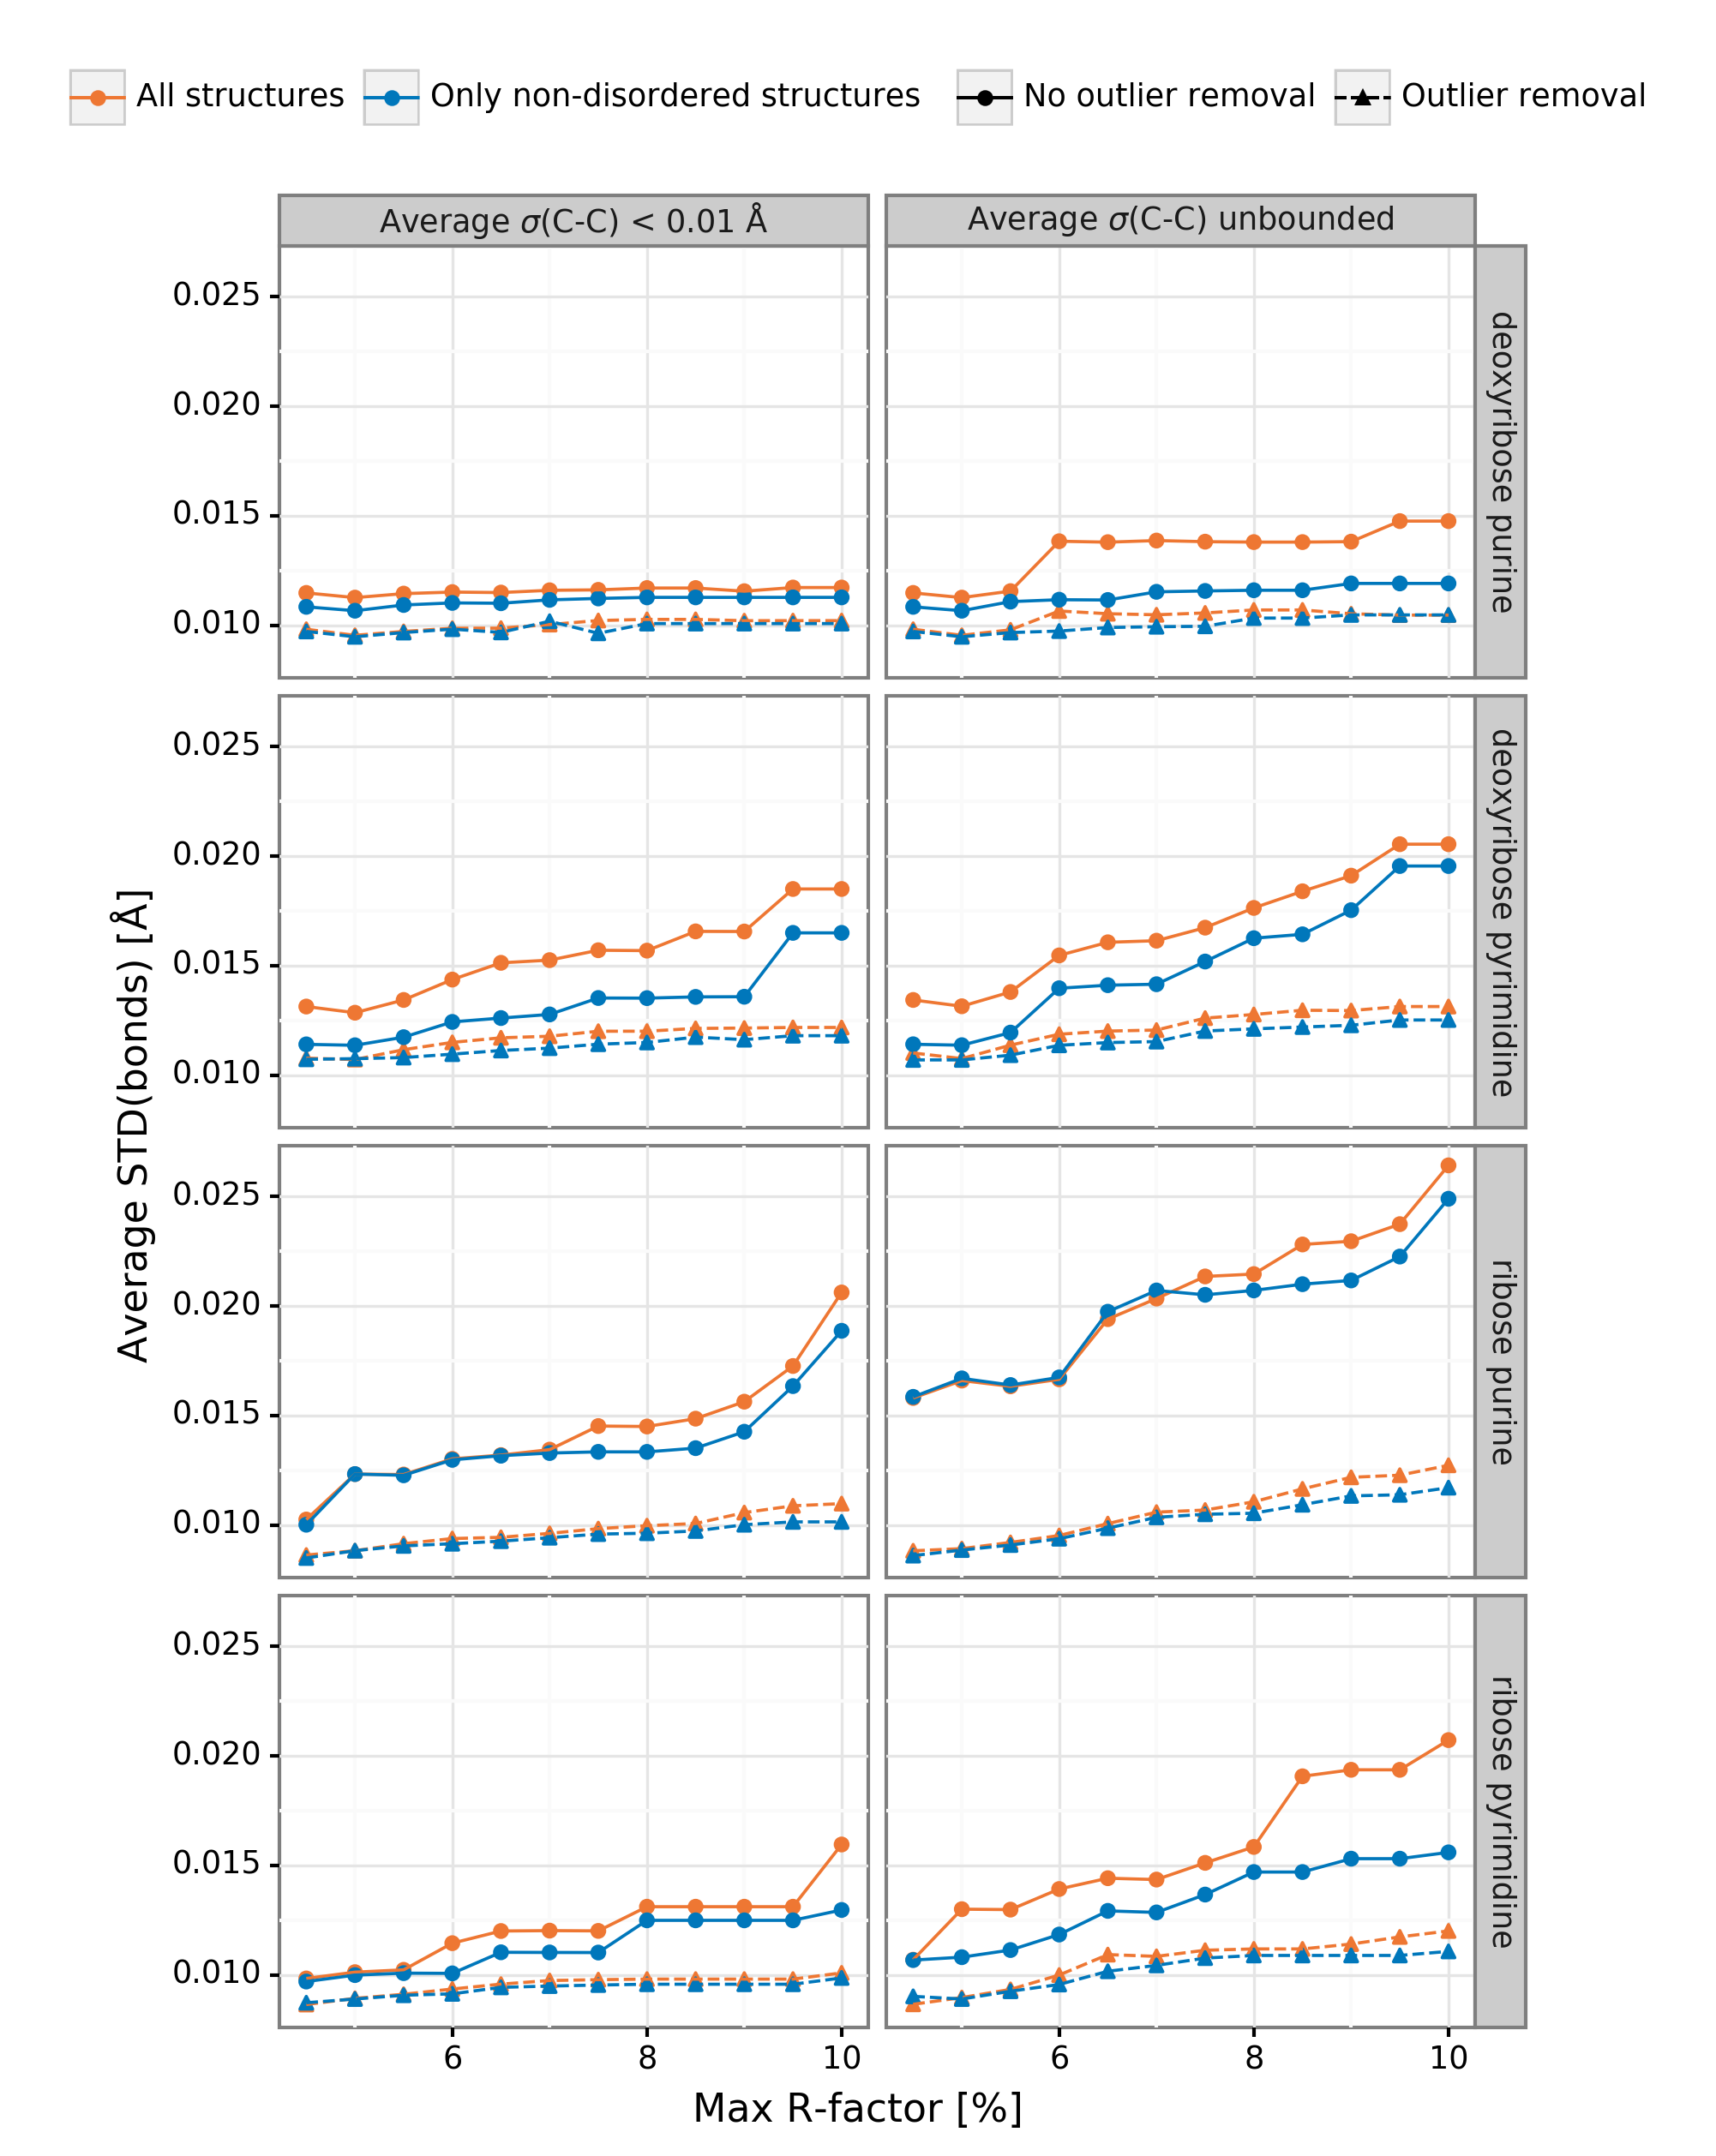 All structures Only non-disordered structures No outlier removal Outlier removal
Average σ(C-C) < 0.01 Å Average σ(C-C) unbounded
0.025
0.020
0.015
0.010
deoxyribose purine
0.025
0.020
0.015
0.010
deoxyribose pyrimidine
Average STD(bonds) [Å]
0.025
0.020
0.015
0.010
ribose purine
0.025
0.020
0.015
0.010
ribose pyrimidine
6 8 10 6 8 10
Max R-factor [%]